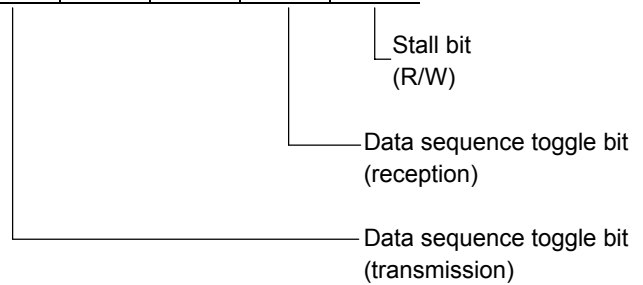 Stall bit
(R/W)
Data sequence toggle bit
(reception)
Data sequence toggle bit
(transmission)